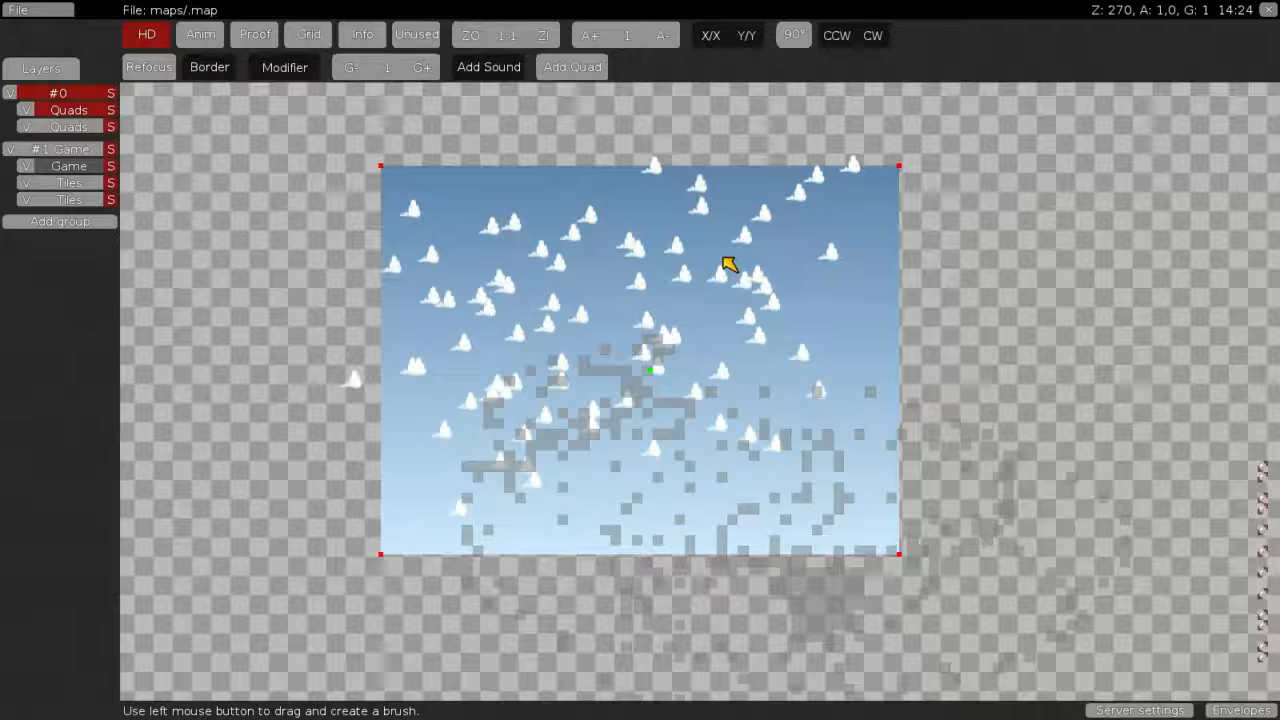 File File: maps/.map Z: 270, A: 1,0, G: 1 14:24 ×
HD Anim Proof Grid Info Unused ZO 1:1 ZI A+ 1 A- X/X Y/Y 90° CCW CW
Layers Refocus Border Modifier G- 1 G+ Add Sound Add Quad
V #0 S
V Quads S
V Quads S
V #1 Game S
V Game S
V Tiles S
V Tiles S
Add group
Use left mouse button to drag and create a brush. Server settings Envelopes